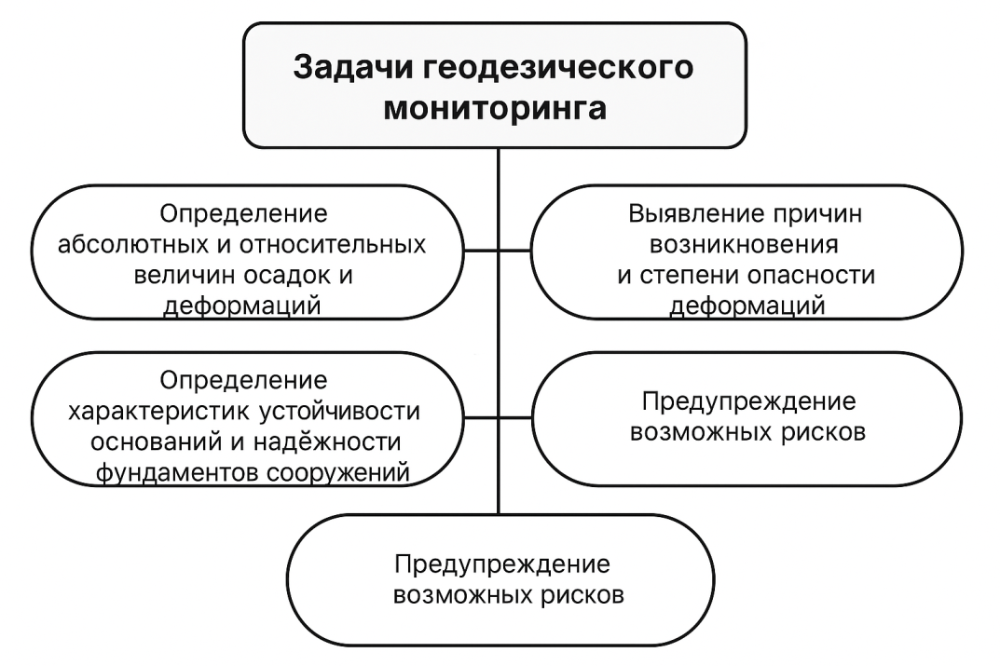 Задачи геодезического
мониторинга
Определение
абсолютных и относительных
величин осадок и
деформаций
Выявление причин
возникновения
и степени опасности
деформаций
Определение
характеристик устойчивости
оснований и надёжности
фундаментов сооружений
Предупреждение
возможных рисков
Предупреждение
возможных рисков